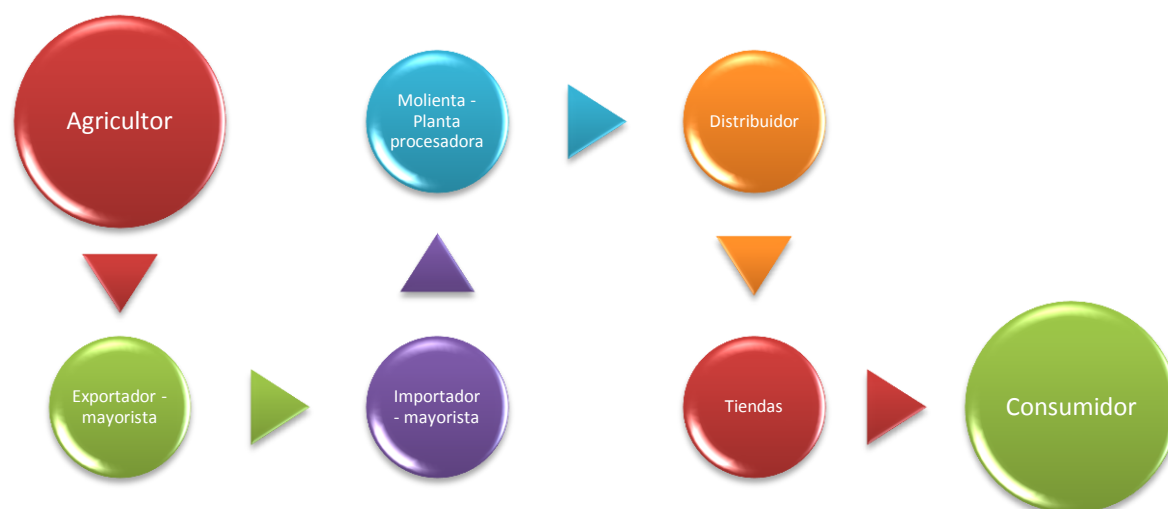 Agricultor
Exportador -
mayorista
Importador
- mayorista
Molienta -
Planta
procesadora
Distribuidor
Tiendas
Consumidor